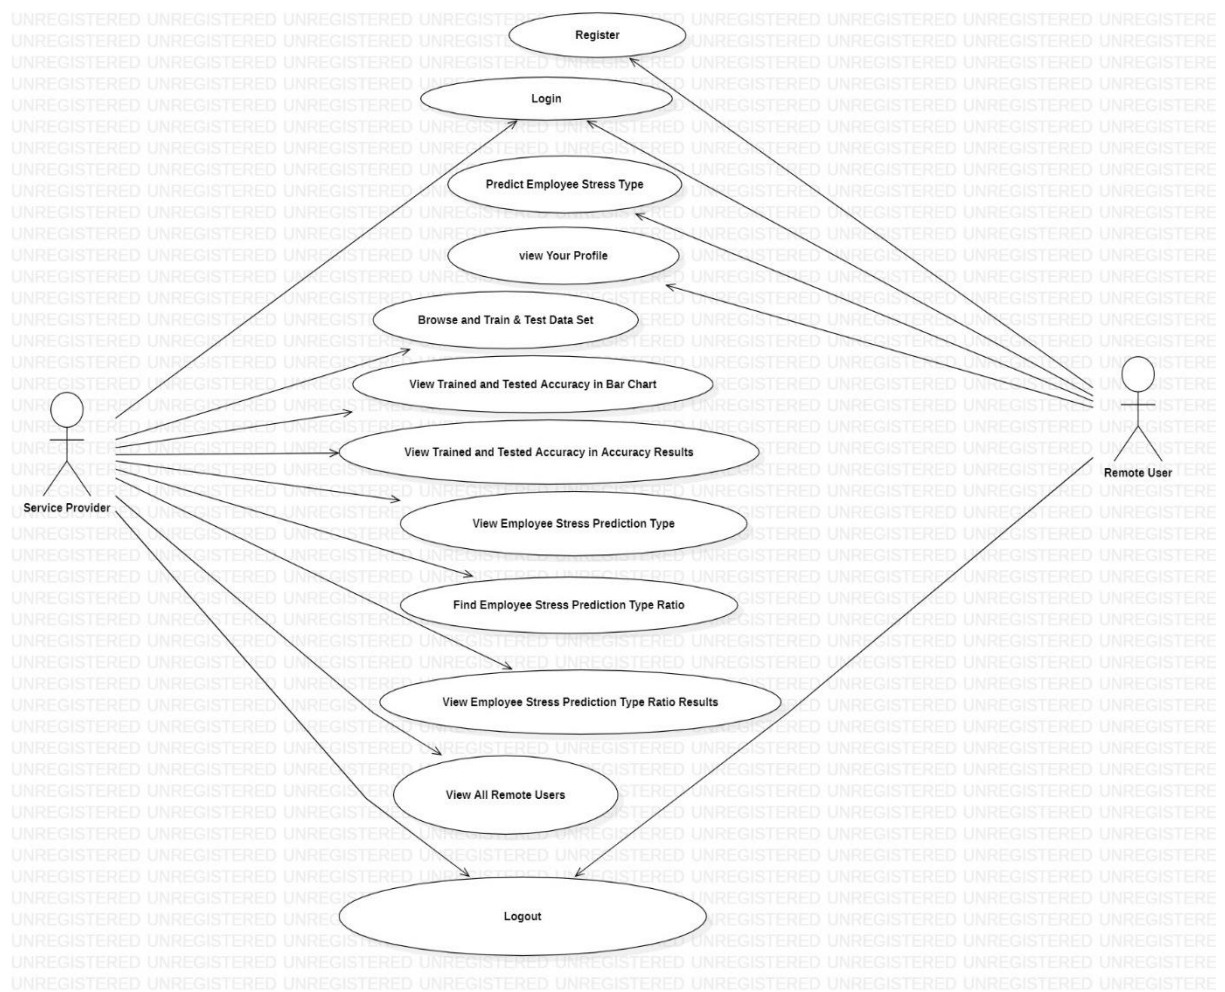 Register
Login
Predict Employee Stress Type
view Your Profile
Browse and Train & Test Data Set
View Trained and Tested Accuracy in Bar Chart
View Trained and Tested Accuracy in Accuracy Results
Remote User
Service Provider
View Employee Stress Prediction Type
Find Employee Stress Prediction Type Ratio
View Employee Stress Prediction Type Ratio Results
View All Remote Users
Logout
UNREGISTERED